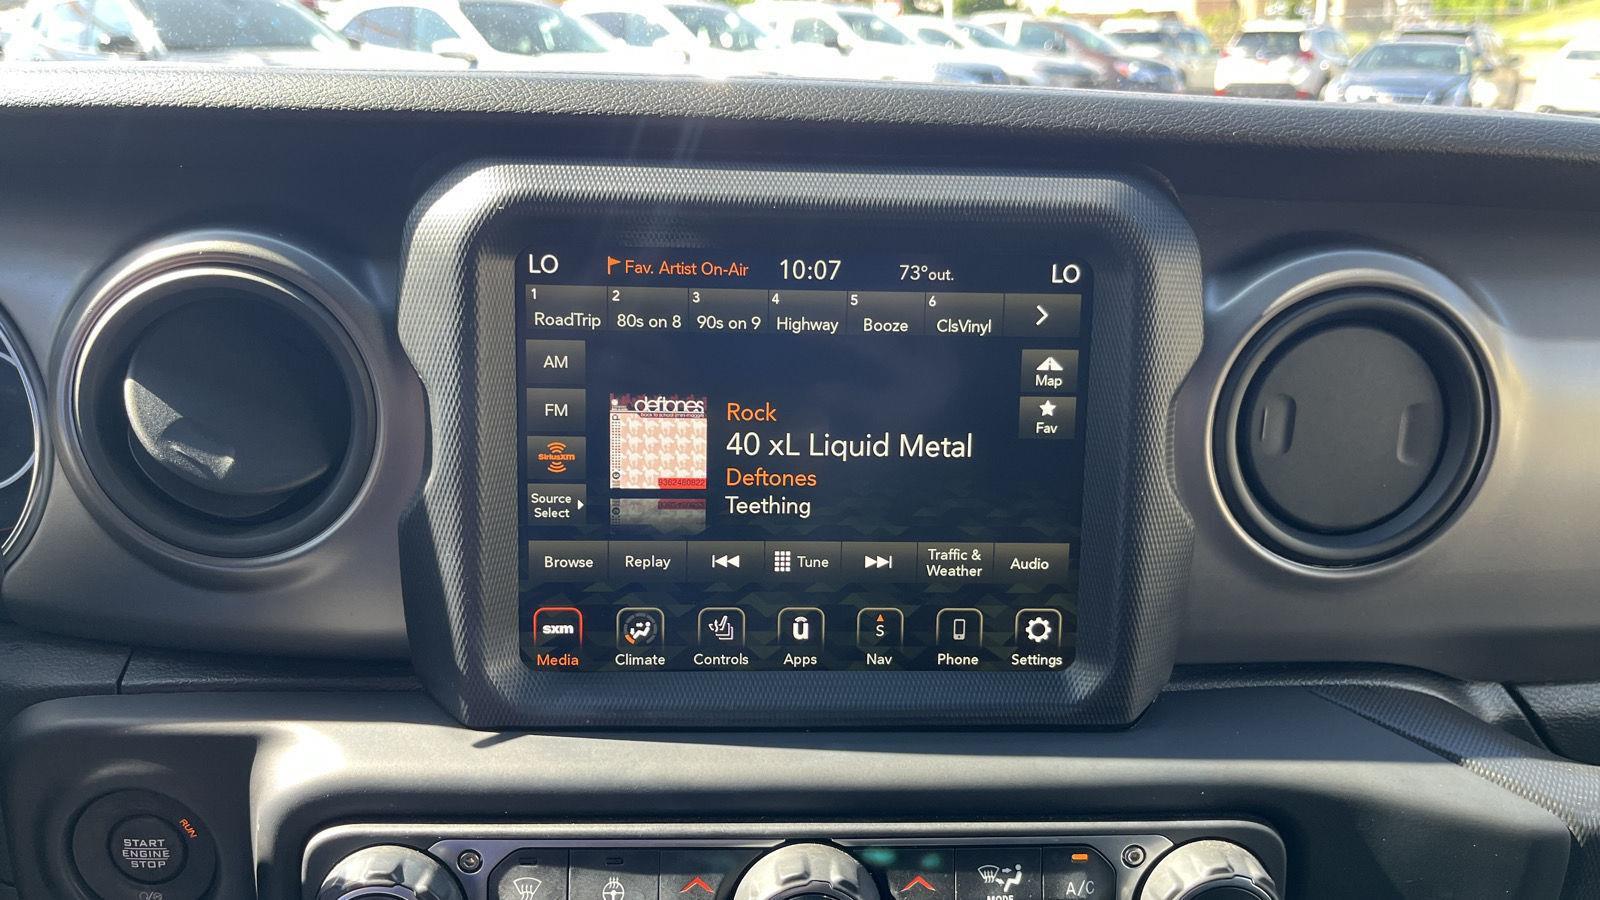 LO
Fav. Artist On-Air
10:07
73°out.
LO
1 RoadTrip
2 80s on 8
3 90s on 9
4 Highway
5 Booze
6 ClsVinyl
AM
FM
SiriusXM
Source Select
Map
Fav
deftones
9362480822
Rock
40 xL Liquid Metal
Deftones
Teething
Browse
Replay
Tune
Traffic & Weather
Audio
sxm
Media
Climate
Controls
û
Apps
S
Nav
Phone
Settings
RUN
START
ENGINE
STOP
MODE
A/C